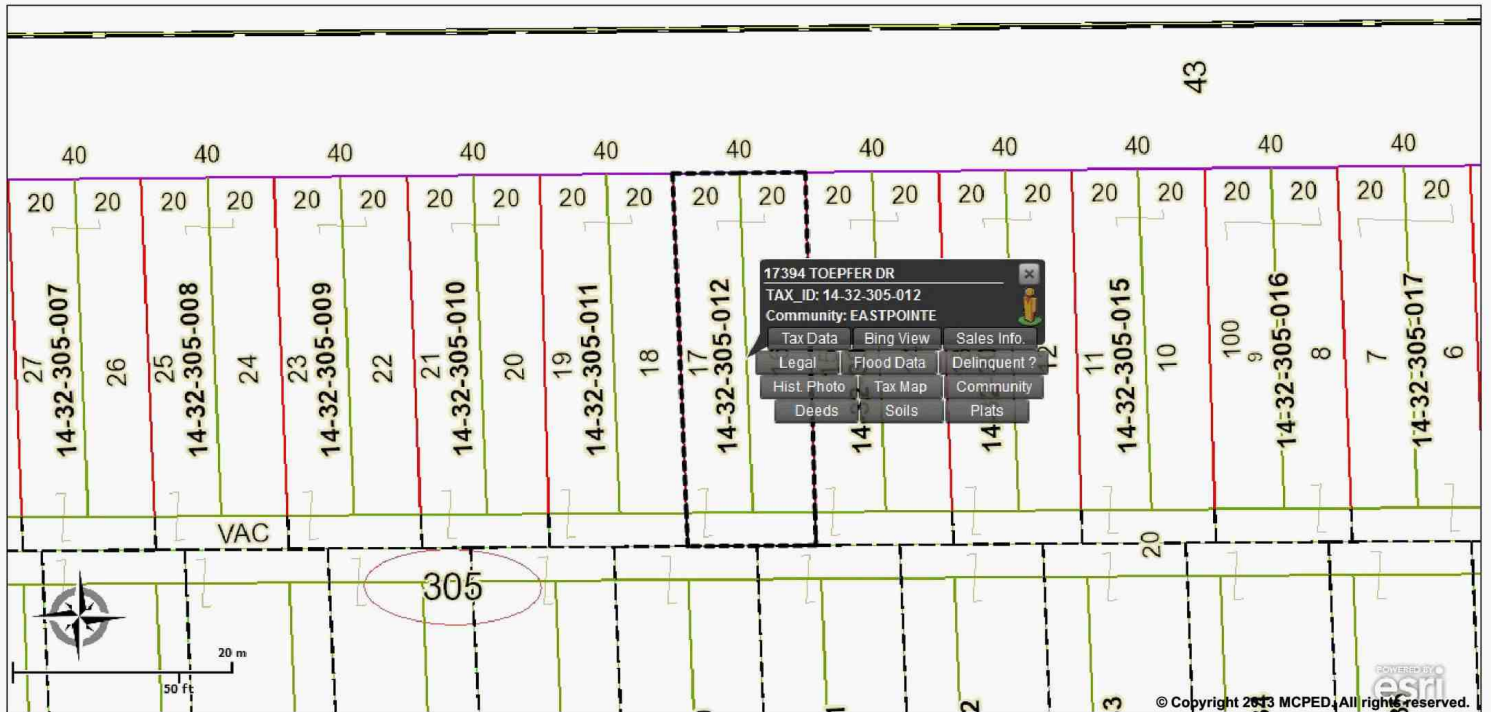 43
40 40 40 40 40 40 40 40 40 40 40
20 20 20 20 20 20 20 20 20 20 20 20 20 20 20 20 20 20 20 20 20 20
27 14-32-305-007 26
25 14-32-305-008 24
23 14-32-305-009 22
21 14-32-305-010 20
19 14-32-305-011 18
17 14-32-305-012
17394 TOEPFER DR
TAX_ID: 14-32-305-012
Community: EASTPOINTE
Tax Data Bing View Sales Info.
Legal Flood Data Delinquent ?
Hist. Photo Tax Map Community
Deeds Soils Plats
11 14-32-305-015 10
100
9 14-32-305-016 8
7 14-32-305-017 6
VAC
20
305
20 m
50 ft
POWERED BY
esri
© Copyright 2013 MCPED. All rights reserved.